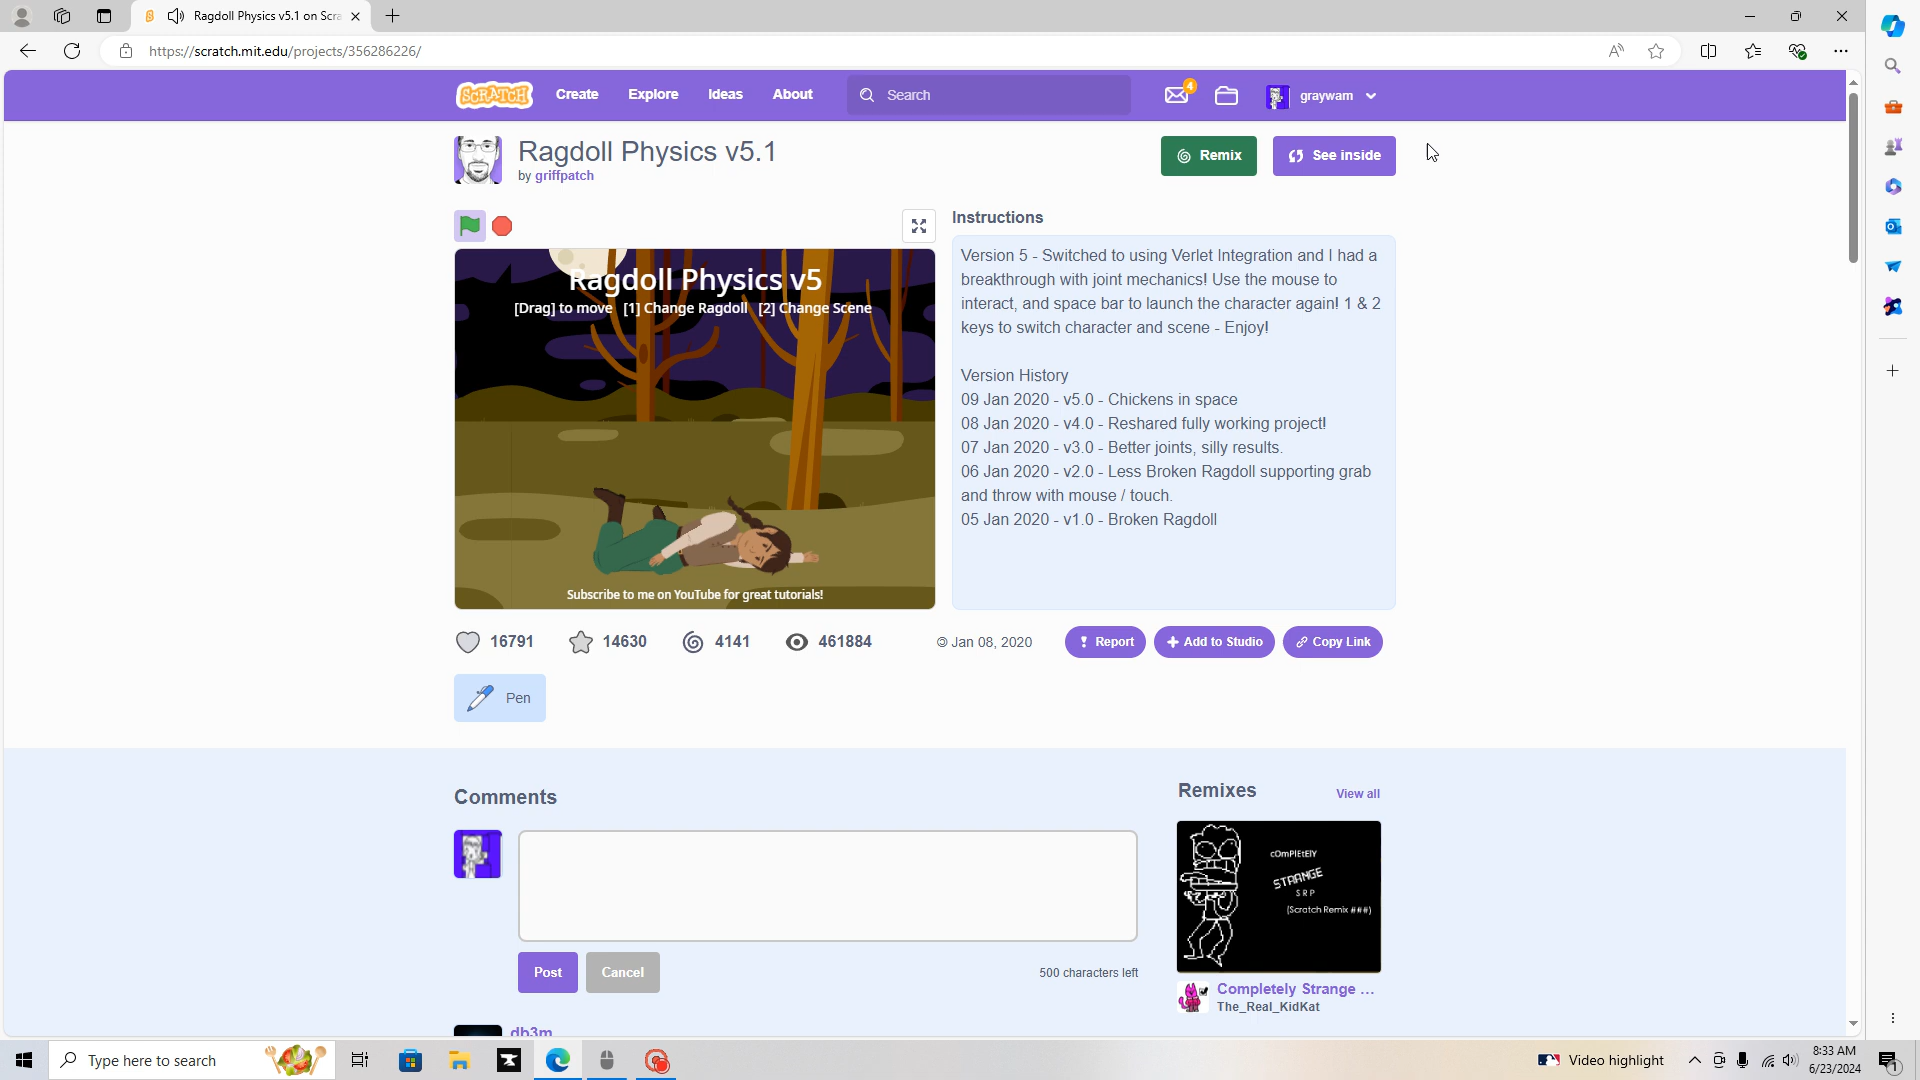 Ragdoll Physics v5.1 on Scra
https://scratch.mit.edu/projects/356286226/
SCRATCH
Create
Explore
Ideas
About
Search
4
graywam
Ragdoll Physics v5.1
by griffpatch
Remix
See inside
Instructions
Ragdoll Physics v5
[Drag] to move [1] Change Ragdoll [2] Change Scene
Subscribe to me on YouTube for great tutorials!
Version 5 - Switched to using Verlet Integration and I had a
breakthrough with joint mechanics! Use the mouse to
interact, and space bar to launch the character again! 1 & 2
keys to switch character and scene - Enjoy!
Version History
09 Jan 2020 - v5.0 - Chickens in space
08 Jan 2020 - v4.0 - Reshared fully working project!
07 Jan 2020 - v3.0 - Better joints, silly results.
06 Jan 2020 - v2.0 - Less Broken Ragdoll supporting grab
and throw with mouse / touch.
05 Jan 2020 - v1.0 - Broken Ragdoll
16791
14630
4141
461884
© Jan 08, 2020
Report
Add to Studio
Copy Link
Pen
Comments
Post
Cancel
500 characters left
db3m
Remixes
View all
cOmPlEtElY
STRANGE
SRP
(Scratch Remix ###)
Completely Strange ...
The_Real_KidKat
Type here to search
Video highlight
8:33 AM
6/23/2024
1